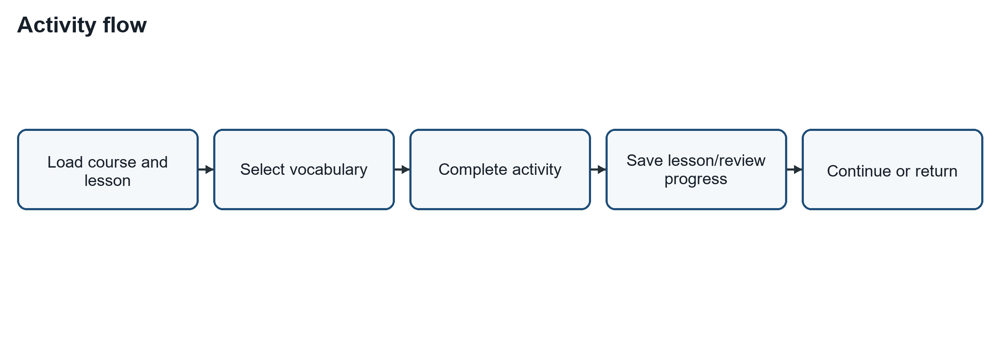 Activity flow
Load course and
lesson
Select vocabulary
Complete activity
Save lesson/review
progress
Continue or return